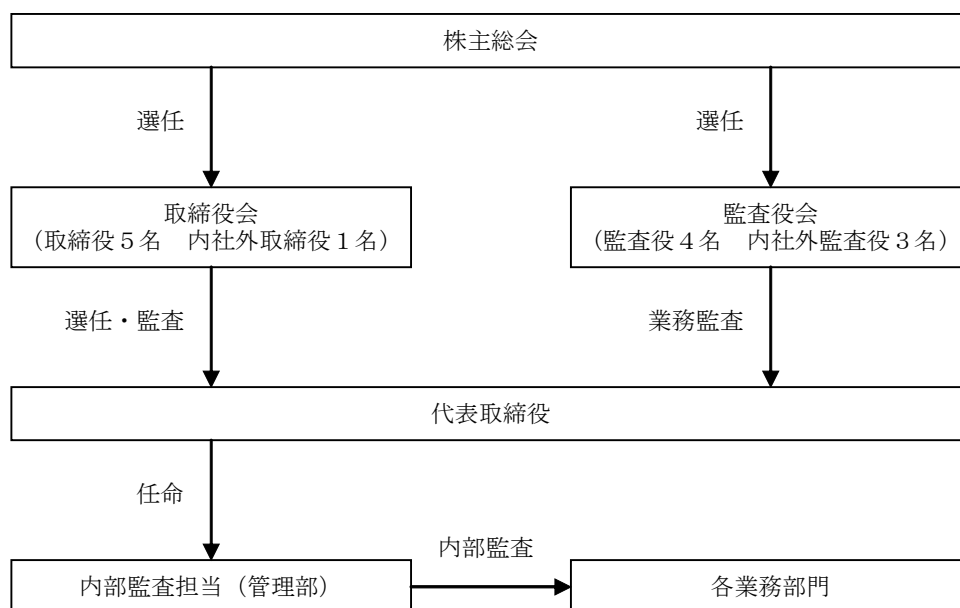 株主総会
選任
選任
取締役会
（取締役５名　内社外取締役１名）
監査役会
（監査役４名　内社外監査役３名）
選任・監査
業務監査
代表取締役
任命
内部監査
内部監査担当（管理部）
各業務部門